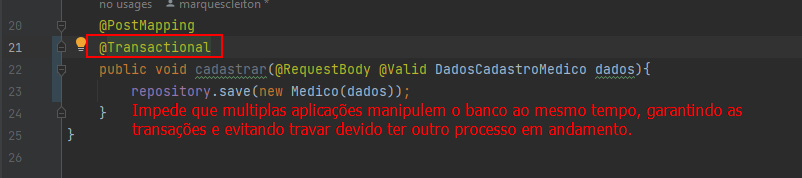 no usages marquescleiton *
20 @PostMapping
21 @Transactional
22 public void cadastrar(@RequestBody @Valid DadosCadastroMedico dados){
23 repository.save(new Medico(dados));
24 } Impede que multiplas aplicações manipulem o banco ao mesmo tempo, garantindo as
25 } transações e evitando travar devido ter outro processo em andamento.
26